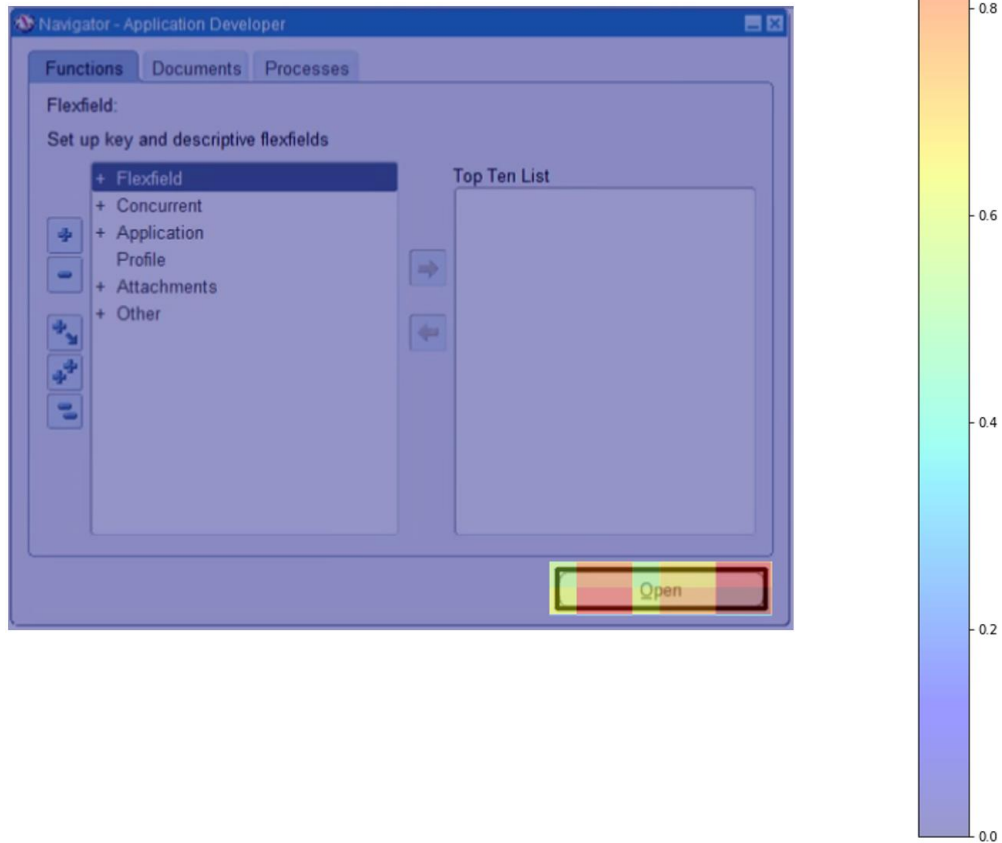 Navigator - Application Developer
Functions Documents Processes
Flexfield:
Set up key and descriptive flexfields
Top Ten List
+ Flexfield
+ Concurrent
+ Application
Profile
+ Attachments
+ Other
Open
0.8
0.6
0.4
0.2
0.0